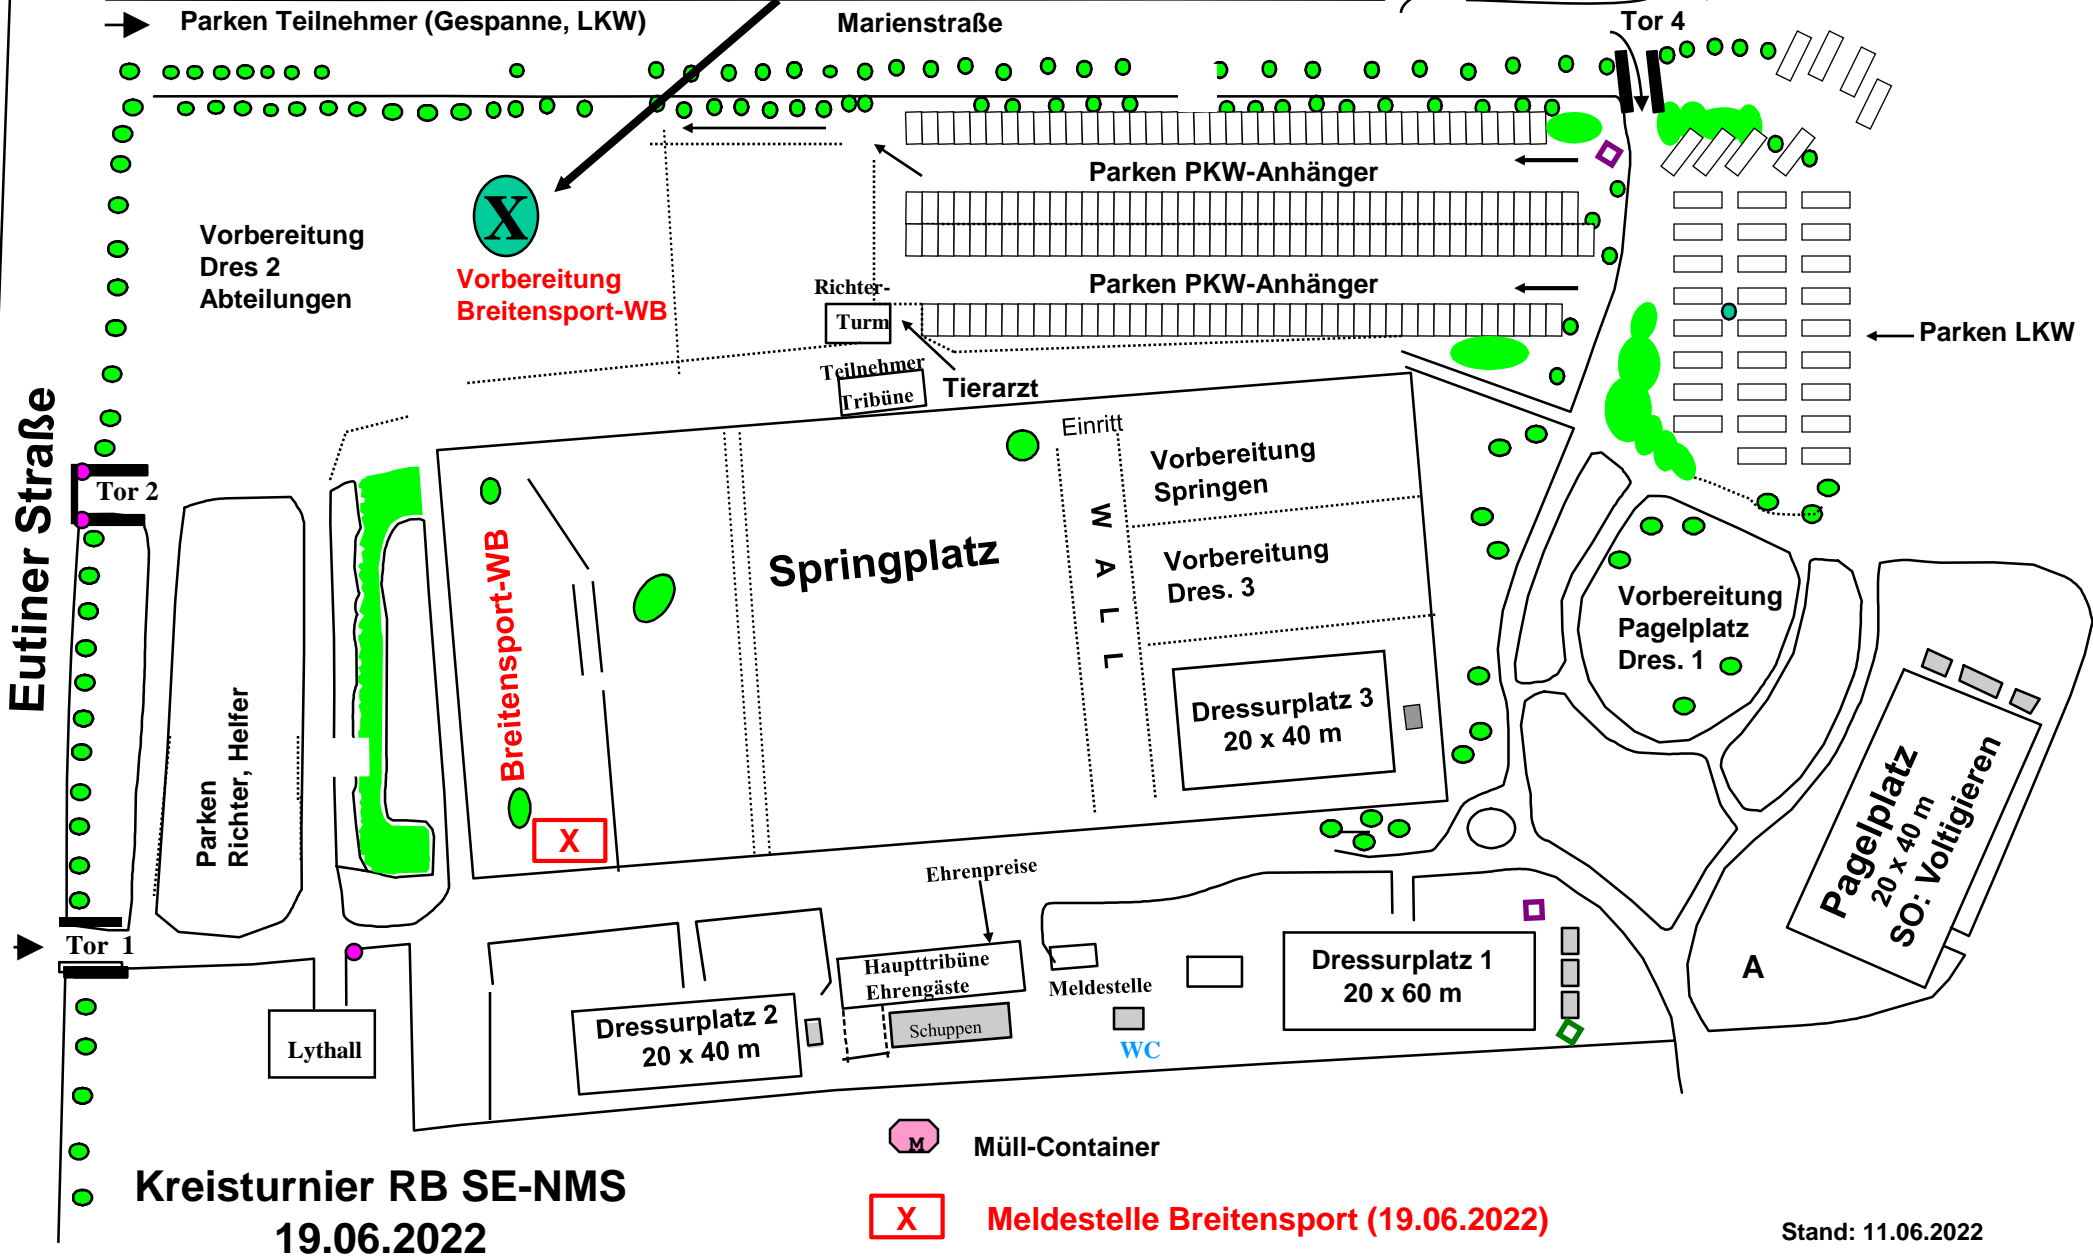 Parken Teilnehmer (Gespanne, LKW)
Marienstraße
Tor 4
Parken PKW-Anhänger
X
Vorbereitung
Dres 2
Abteilungen
Vorbereitung
Breitensport-WB
Parken PKW-Anhänger
Richter-
Turm
Parken LKW
Teilnehmer
Tribüne
Tierarzt
Eutiner Straße
Einritt
Vorbereitung
Springen
Tor 2
WALL
Breitensport-WB
Springplatz
Vorbereitung
Dres. 3
Vorbereitung
Pagelplatz
Dres. 1
Dressurplatz 3
20 x 40 m
Parken
Richter, Helfer
Pagelplatz
20 x 40 m
SO: Voltigieren
X
Ehrenpreise
Tor 1
Haupttribüne
Ehrengäste
Meldestelle
Dressurplatz 1
20 x 60 m
A
Dressurplatz 2
20 x 40 m
Schuppen
Lythall
WC
M
Müll-Container
Kreisturnier RB SE-NMS
19.06.2022
X
Meldestelle Breitensport (19.06.2022)
Stand: 11.06.2022